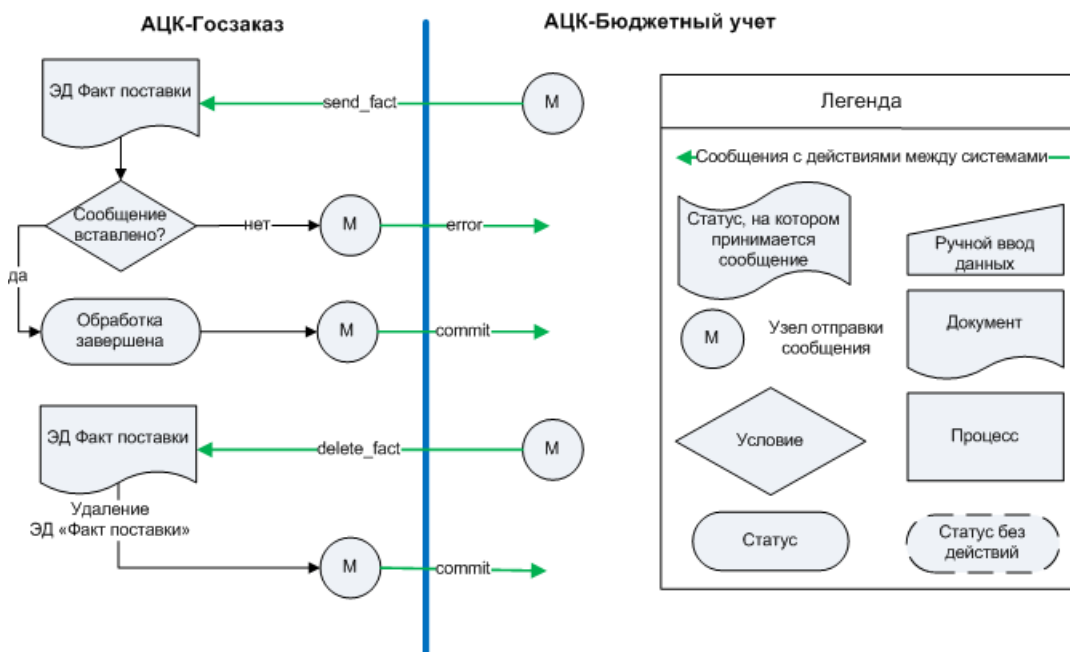 АЦК-Госзаказ
АЦК-Бюджетный учет
ЭД Факт поставки
send_fact
М
Сообщение
вставлено?
нет
М
error
да
Обработка
завершена
М
commit
ЭД Факт поставки
delete_fact
М
Удаление
ЭД «Факт поставки»
М
commit
Легенда
Сообщения с действиями между системами
Статус, на котором
принимается
сообщение
Ручной ввод
данных
М
Узел отправки
сообщения
Документ
Условие
Процесс
Статус
Статус без
действий